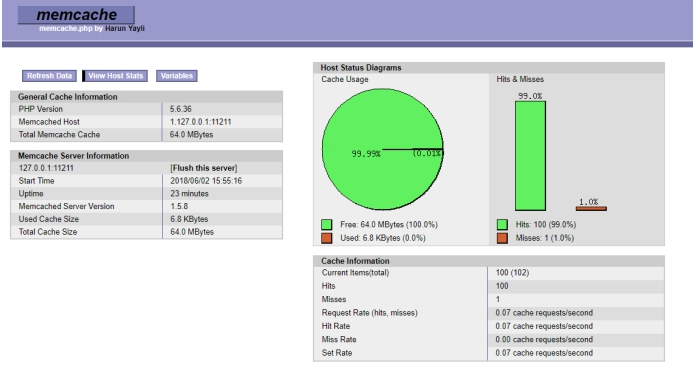 memcache
memcache.php by Harun Yayli
Refresh Data View Host Stats Variables
General Cache Information
PHP Version 5.6.36
Memcached Host 1.127.0.0.1:11211
Total Memcache Cache 64.0 MBytes
Memcache Server Information
127.0.0.1:11211 [Flush this server]
Start Time 2018/06/02 15:55:16
Uptime 23 minutes
Memcached Server Version 1.5.8
Used Cache Size 6.8 KBytes
Total Cache Size 64.0 MBytes
Host Status Diagrams
Cache Usage
99.99% (0.01%)
Free: 64.0 MBytes (100.0%)
Used: 6.8 KBytes (0.0%)
Hits & Misses
99.0%
1.0%
Hits: 100 (99.0%)
Misses: 1 (1.0%)
Cache Information
Current Items(total) 100 (102)
Hits 100
Misses 1
Request Rate (hits, misses) 0.07 cache requests/second
Hit Rate 0.07 cache requests/second
Miss Rate 0.00 cache requests/second
Set Rate 0.07 cache requests/second